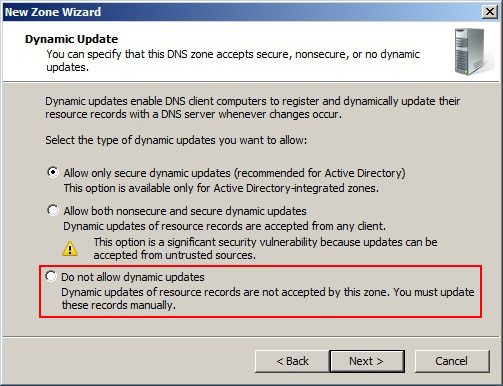 New Zone Wizard
Dynamic Update
You can specify that this DNS zone accepts secure, nonsecure, or no dynamic
updates.
Dynamic updates enable DNS client computers to register and dynamically update their
resource records with a DNS server whenever changes occur.
Select the type of dynamic updates you want to allow:
Allow only secure dynamic updates (recommended for Active Directory)
This option is available only for Active Directory-integrated zones.
Allow both nonsecure and secure dynamic updates
Dynamic updates of resource records are accepted from any client.
This option is a significant security vulnerability because updates can be
accepted from untrusted sources.
Do not allow dynamic updates
Dynamic updates of resource records are not accepted by this zone. You must update
these records manually.
< Back Next > Cancel